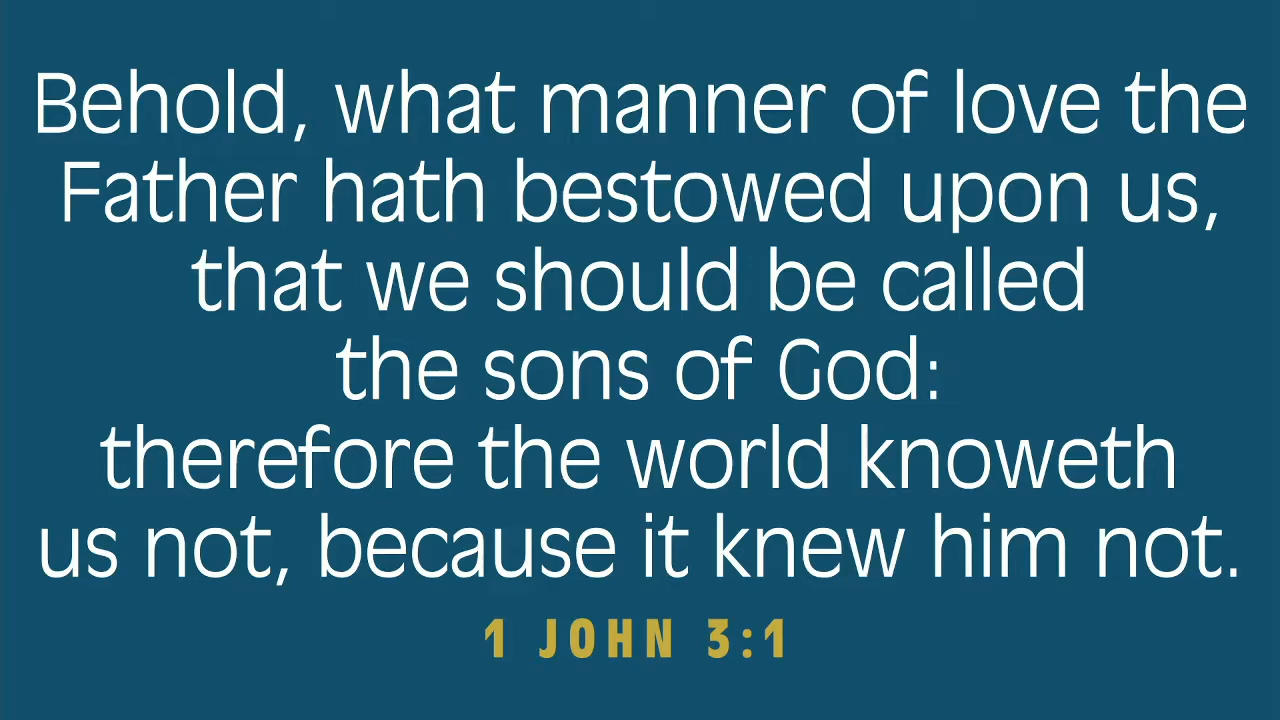 Behold, what manner of love the
Father hath bestowed upon us,
that we should be called
the sons of God:
therefore the world knoweth
us not, because it knew him not.
1 JOHN 3:1